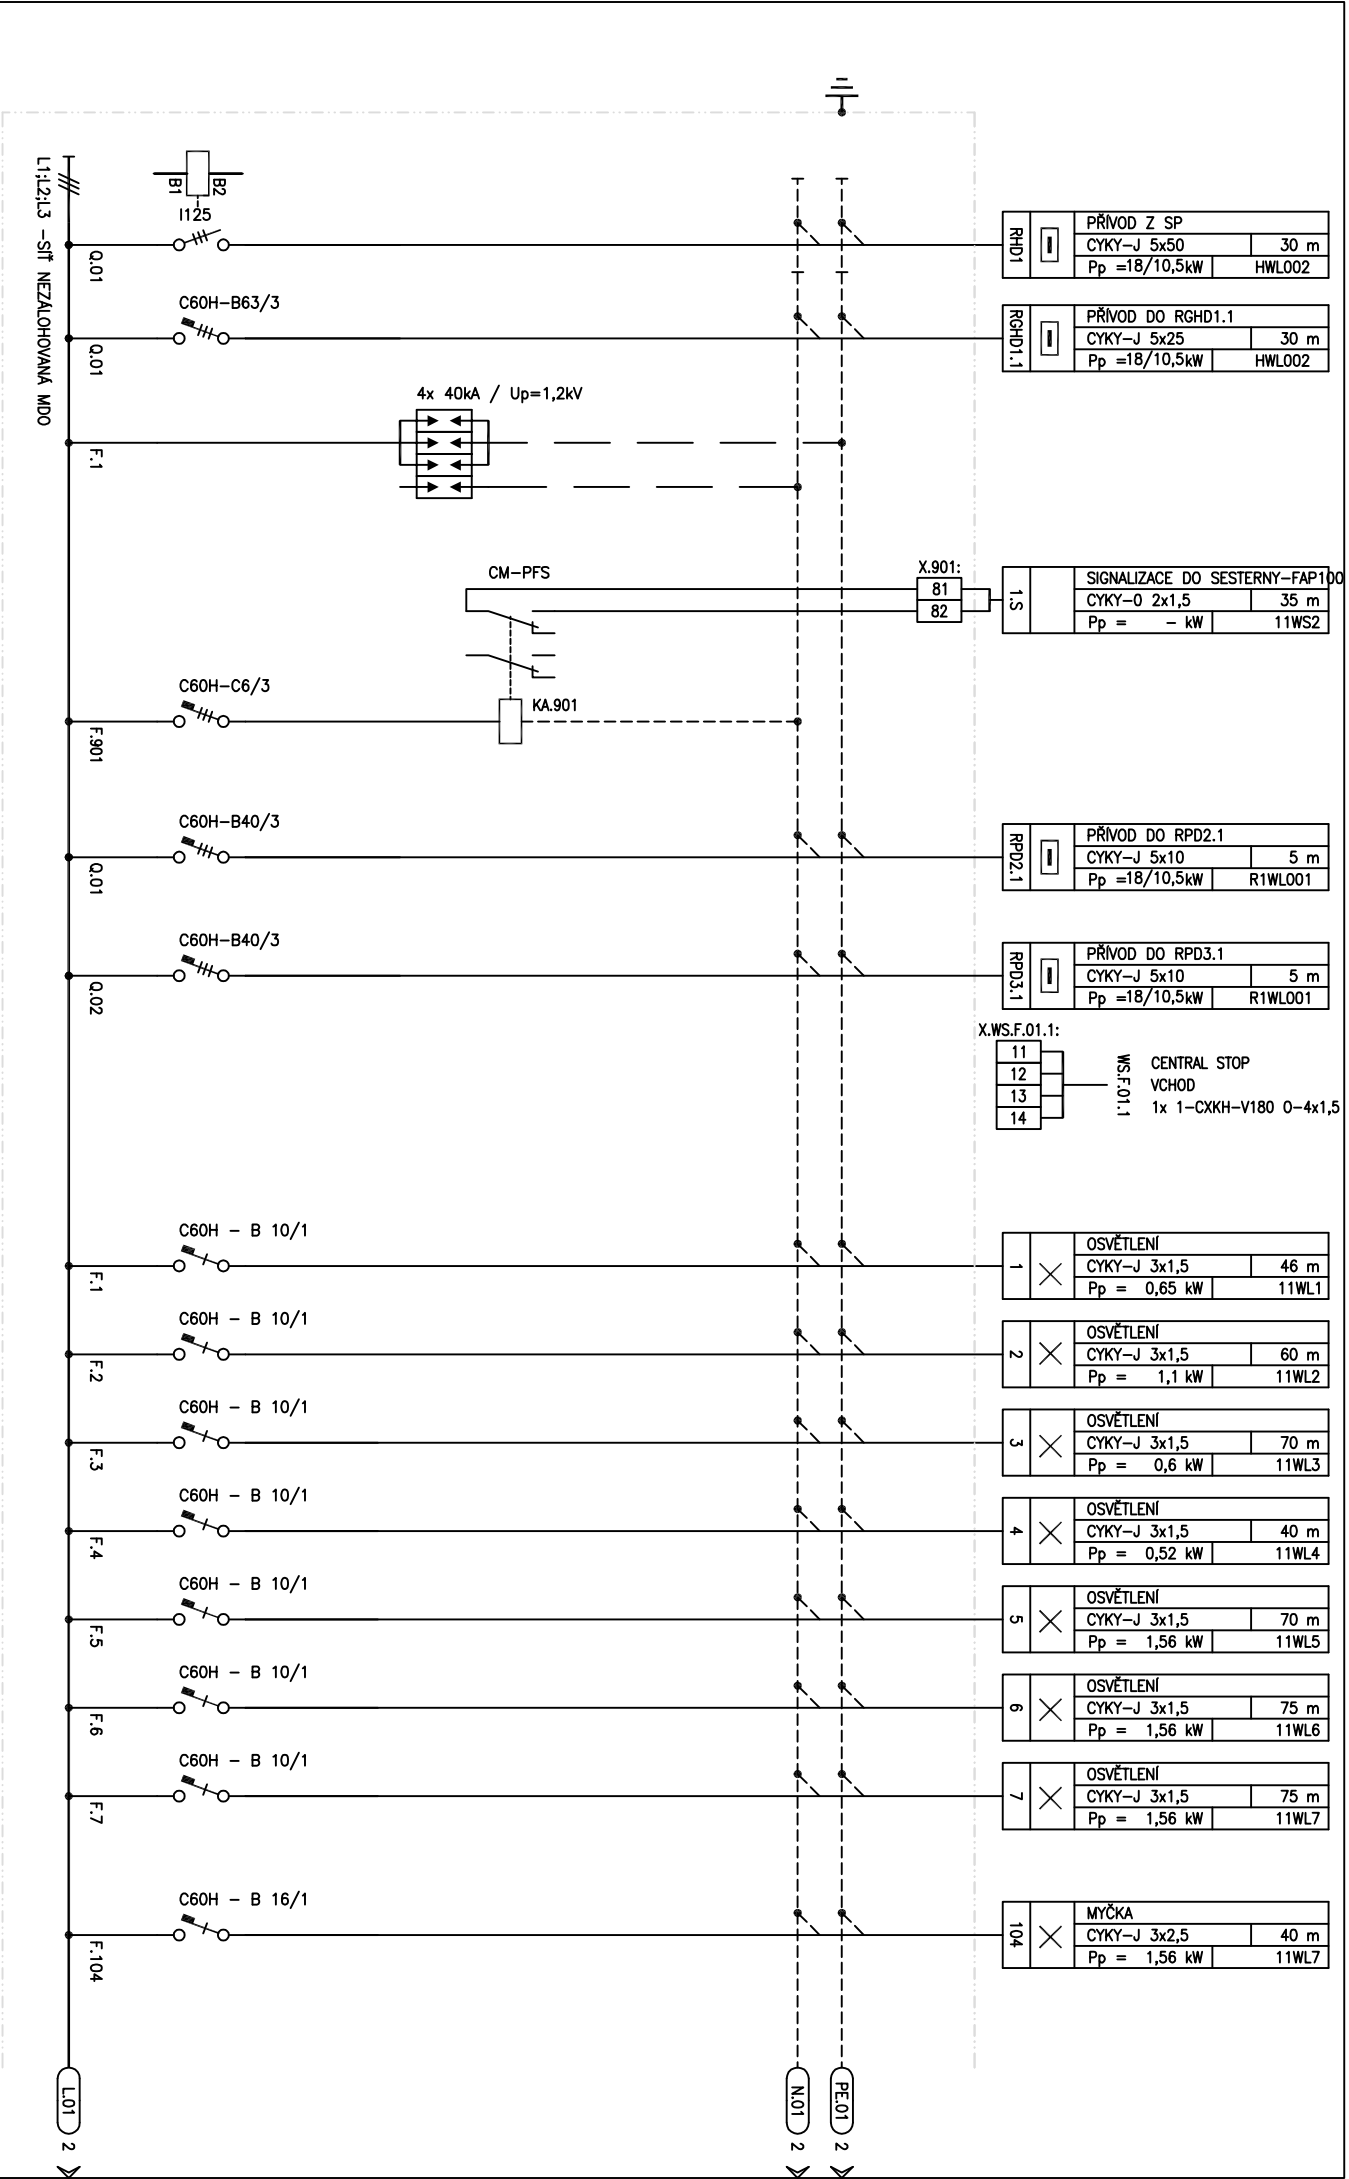 L1;L2;L3 -SÍŤ NEZÁLOHOVANÁ MDO
B1
B2
I125
Q.01
RHD1
PŘÍVOD Z SP
CYKY-J 5x50 30 m
Pp =18/10,5kW HWL002
C60H-B63/3
Q.01
RGHD1.1
PŘÍVOD DO RGHD1.1
CYKY-J 5x25 30 m
Pp =18/10,5kW HWL002
4x 40kA / Up=1,2kV
F.1
CM-PFS
X.901:
81
82
1.S
SIGNALIZACE DO SESTERNY-FAP100
CYKY-O 2x1,5 35 m
Pp = - kW 11WS2
C60H-C6/3
KA.901
F.901
C60H-B40/3
Q.01
RPD2.1
PŘÍVOD DO RPD2.1
CYKY-J 5x10 5 m
Pp =18/10,5kW R1WL001
C60H-B40/3
Q.02
RPD3.1
PŘÍVOD DO RPD3.1
CYKY-J 5x10 5 m
Pp =18/10,5kW R1WL001
X.WS.F.01.1:
11
12
13
14
WS.F.01.1
CENTRAL STOP
VCHOD
1x 1-CXKH-V180 O-4x1,5
C60H - B 10/1
F.1
1
OSVĚTLENÍ
CYKY-J 3x1,5 46 m
Pp = 0,65 kW 11WL1
C60H - B 10/1
F.2
2
OSVĚTLENÍ
CYKY-J 3x1,5 60 m
Pp = 1,1 kW 11WL2
C60H - B 10/1
F.3
3
OSVĚTLENÍ
CYKY-J 3x1,5 70 m
Pp = 0,6 kW 11WL3
C60H - B 10/1
F.4
4
OSVĚTLENÍ
CYKY-J 3x1,5 40 m
Pp = 0,52 kW 11WL4
C60H - B 10/1
F.5
5
OSVĚTLENÍ
CYKY-J 3x1,5 70 m
Pp = 1,56 kW 11WL5
C60H - B 10/1
F.6
6
OSVĚTLENÍ
CYKY-J 3x1,5 75 m
Pp = 1,56 kW 11WL6
C60H - B 10/1
F.7
7
OSVĚTLENÍ
CYKY-J 3x1,5 75 m
Pp = 1,56 kW 11WL7
C60H - B 16/1
F.104
104
MYČKA
CYKY-J 3x2,5 40 m
Pp = 1,56 kW 11WL7
L.01 2
N.01 2
PE.01 2